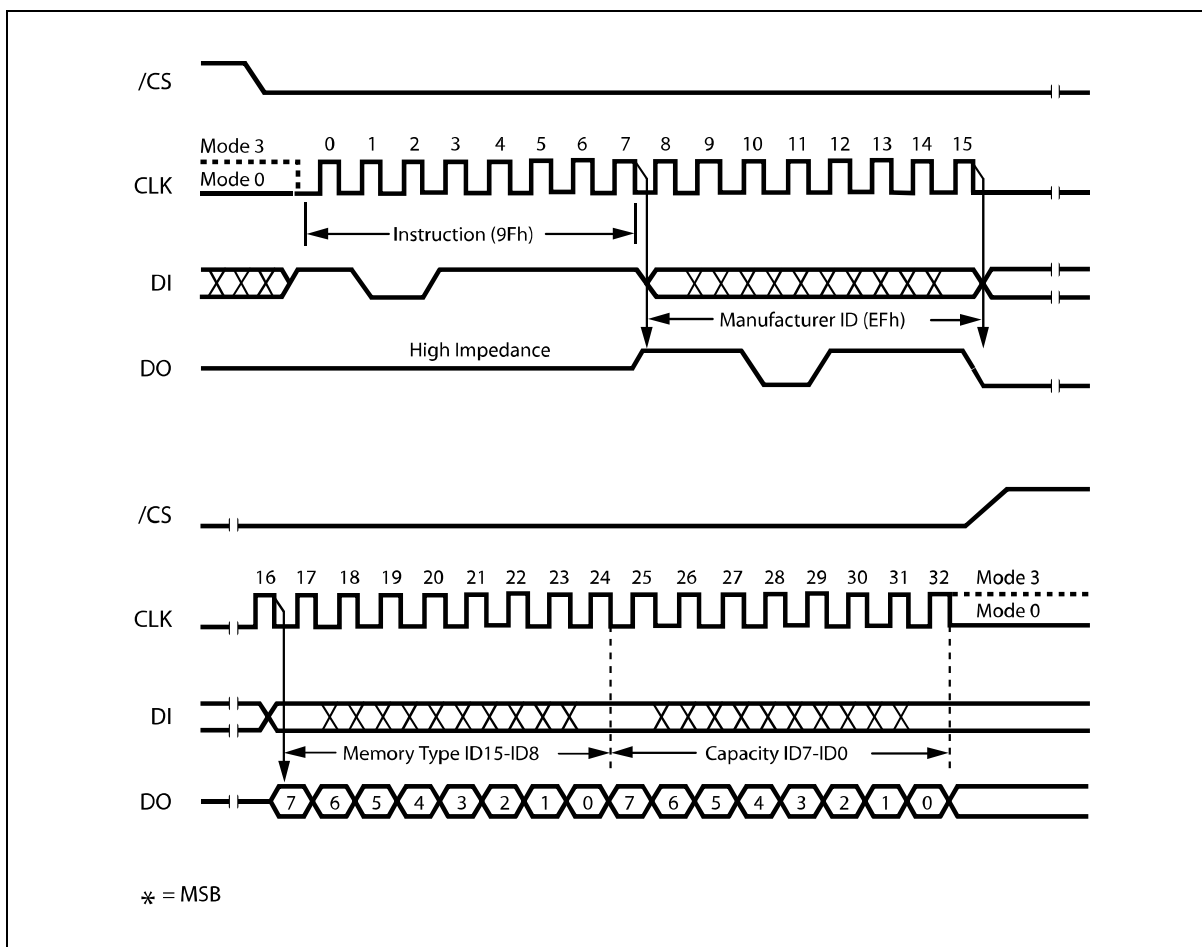 /CS
Mode 3
0 1 2 3 4 5 6 7 8 9 10 11 12 13 14 15
CLK
Mode 0
Instruction (9Fh)
DI
Manufacturer ID (EFh)
High Impedance
DO
/CS
16 17 18 19 20 21 22 23 24 25 26 27 28 29 30 31 32
Mode 3
CLK
Mode 0
DI
Memory Type ID15-ID8
Capacity ID7-ID0
DO
7 6 5 4 3 2 1 0 7 6 5 4 3 2 1 0
* = MSB